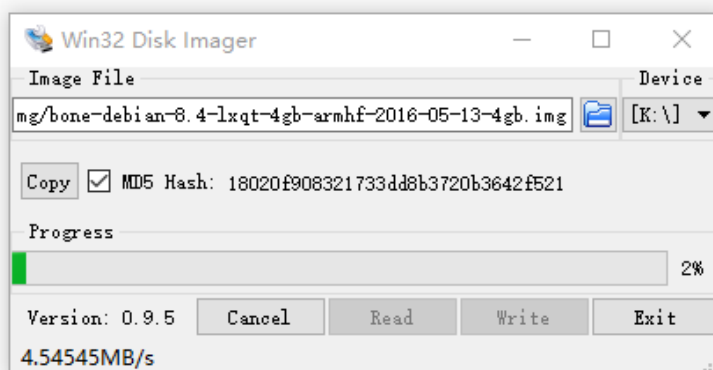 Win32 Disk Imager
Image File
Device
mg/bone-debian-8.4-lxqt-4gb-armhf-2016-05-13-4gb.img
[K:\]
Copy
MD5 Hash: 18020f908321733dd8b3720b3642f521
Progress
2%
Version: 0.9.5
Cancel
Read
Write
Exit
4.54545MB/s